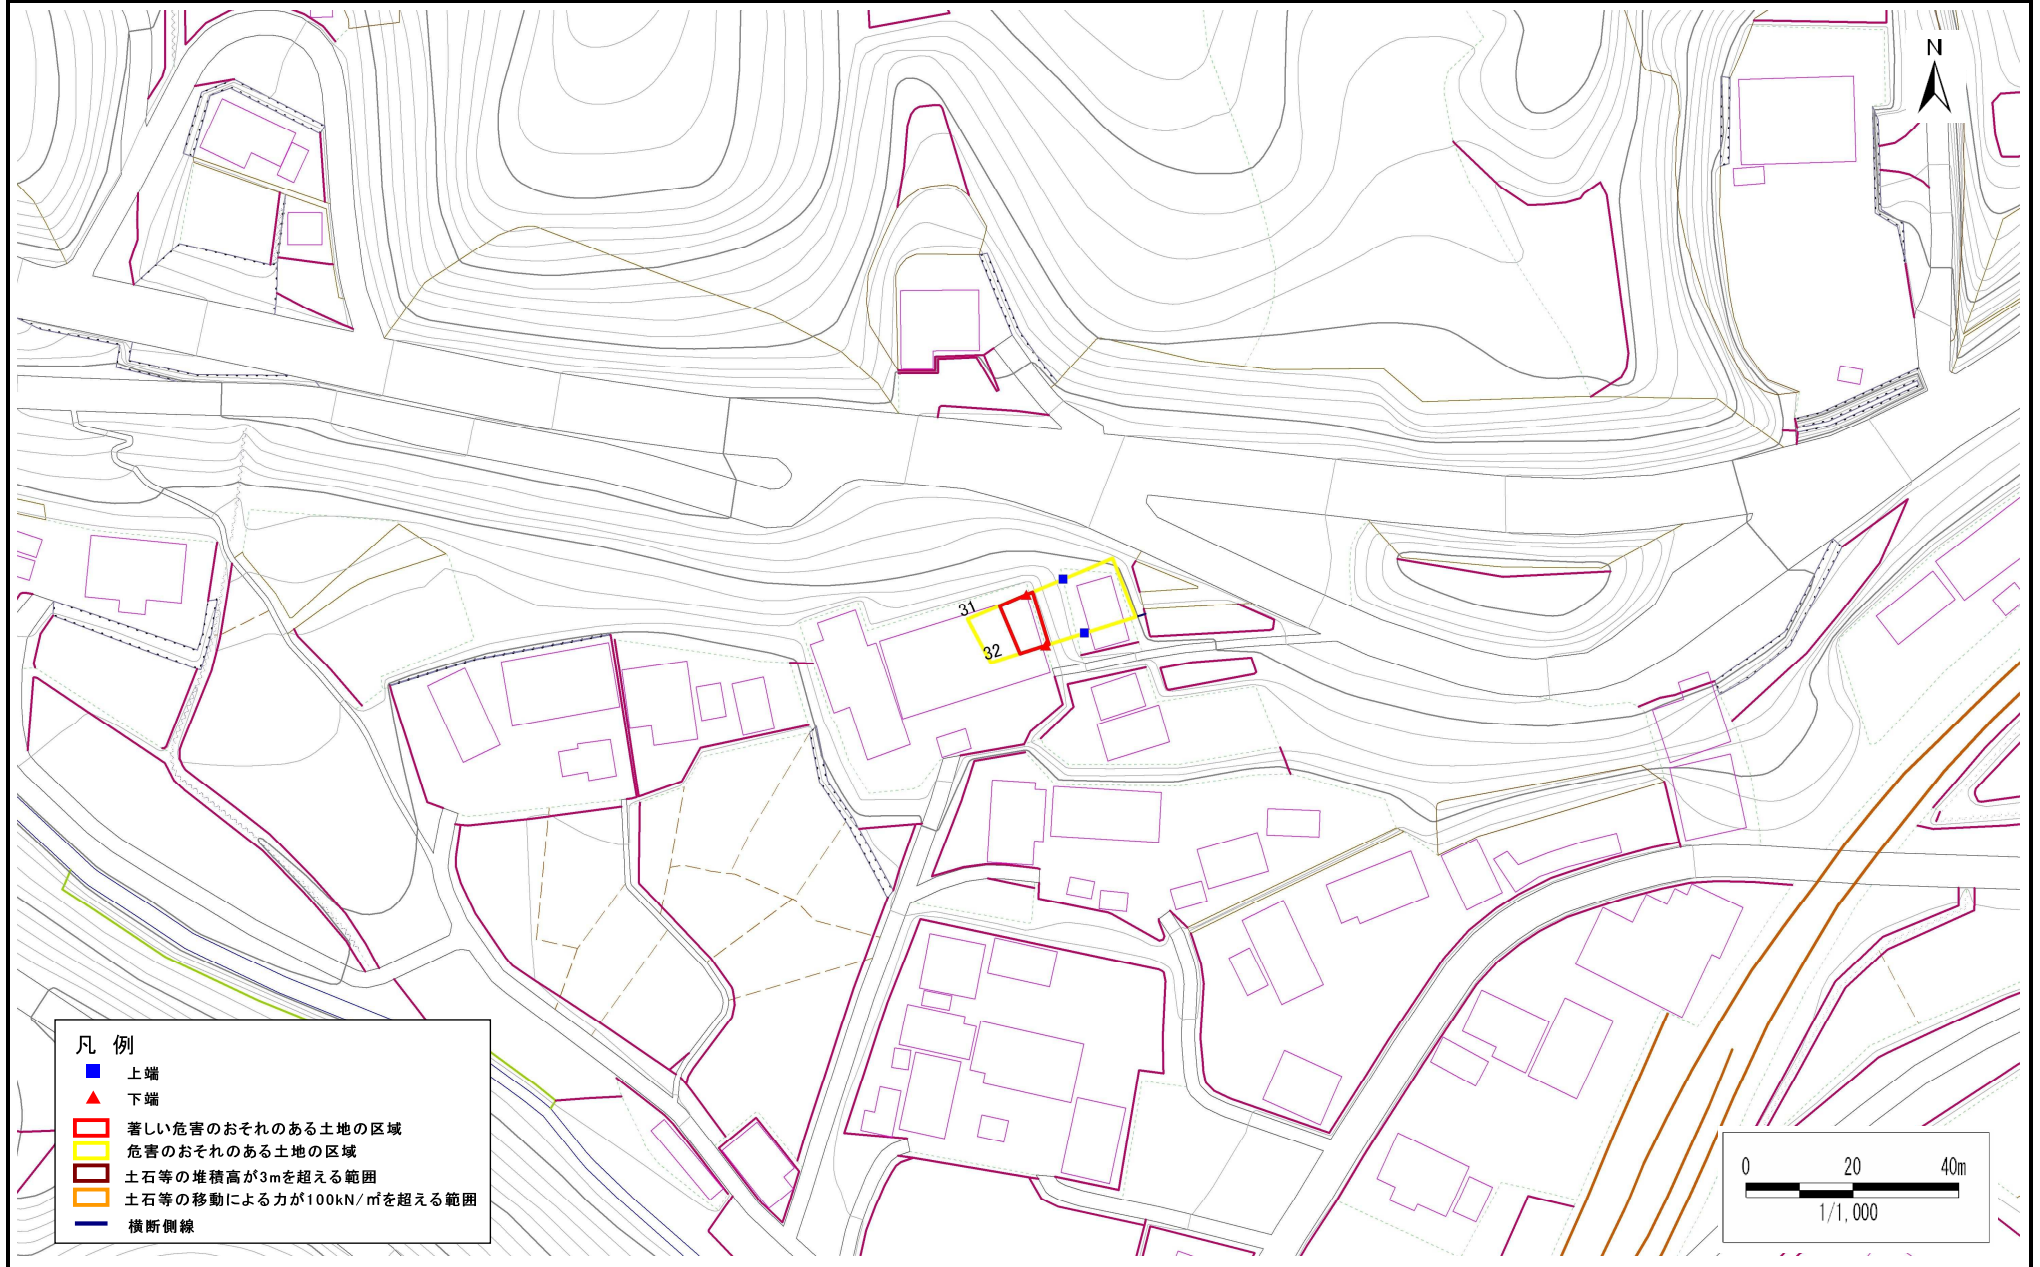 N
31
32
凡 例
上端
下端
著しい危害のおそれのある土地の区域
危害のおそれのある土地の区域
土石等の堆積高が3mを超える範囲
土石等の移動による力が100kN/㎡を超える範囲
横断側線
0 20 40m
1/1,000